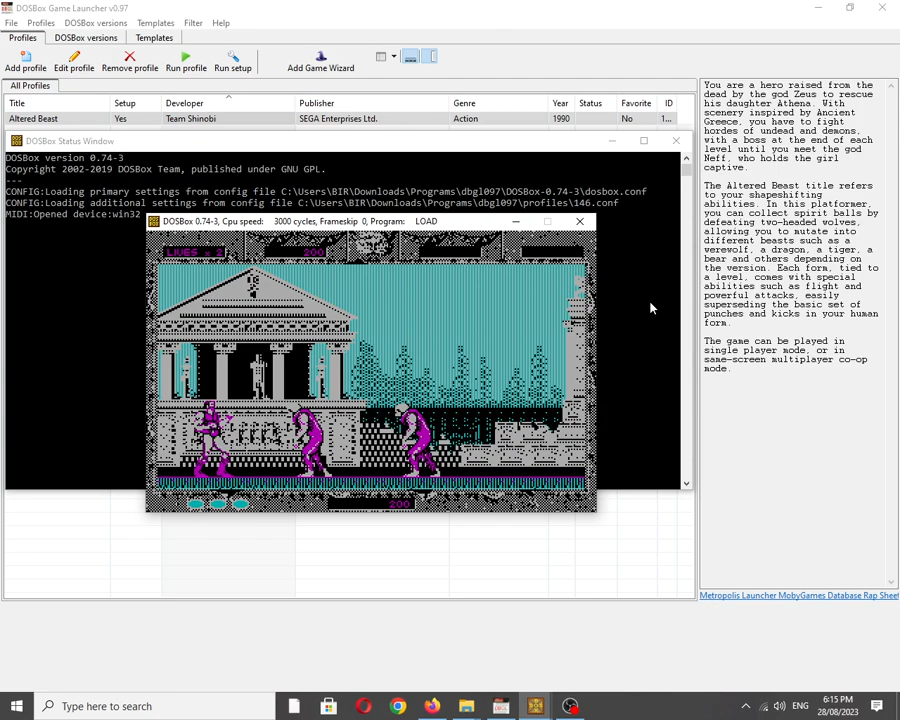 DOSBox Game Launcher v0.97
File Profiles DOSBox versions Templates Filter Help
Profiles DOSBox versions Templates
Add profile Edit profile Remove profile Run profile Run setup Add Game Wizard
All Profiles
Title Setup Developer Publisher Genre Year Status Favorite ID
Altered Beast Yes Team Shinobi SEGA Enterprises Ltd. Action 1990 No 1...
DOSBox Status Window
DOSBox version 0.74-3
Copyright 2002-2019 DOSBox Team, published under GNU GPL.
---
CONFIG:Loading primary settings from config file C:\Users\BIR\Downloads\Programs\dbgl097\DOSBox-0.74-3\dosbox.conf
CONFIG:Loading additional settings from config file C:\Users\BIR\Downloads\Programs\dbgl097\profiles\146.conf
MIDI:Opened device:win32
DOSBox 0.74-3, Cpu speed: 3000 cycles, Frameskip 0, Program: LOAD
LIVES x 2 200
200
You are a hero raised from the
dead by the god Zeus to rescue
his daughter Athena. With
scenery inspired by Ancient
Greece, you have to fight
hordes of undead and demons,
with a boss at the end of each
level until you meet the god
Neff, who holds the girl
captive.
The Altered Beast title refers
to your shapeshifting
abilities. In this platformer,
you can collect spirit balls by
defeating two-headed wolves,
allowing you to mutate into
different beasts such as a
werewolf, a dragon, a tiger, a
bear and others depending on
the version. Each form, tied to
a level, comes with special
abilities such as flight and
powerful attacks, easily
superseding the basic set of
punches and kicks in your human
form.
The game can be played in
single player mode, or in
same-screen multiplayer co-op
mode.
Metropolis Launcher MobyGames Database Rap Sheet
Type here to search
ENG
6:15 PM
28/08/2023